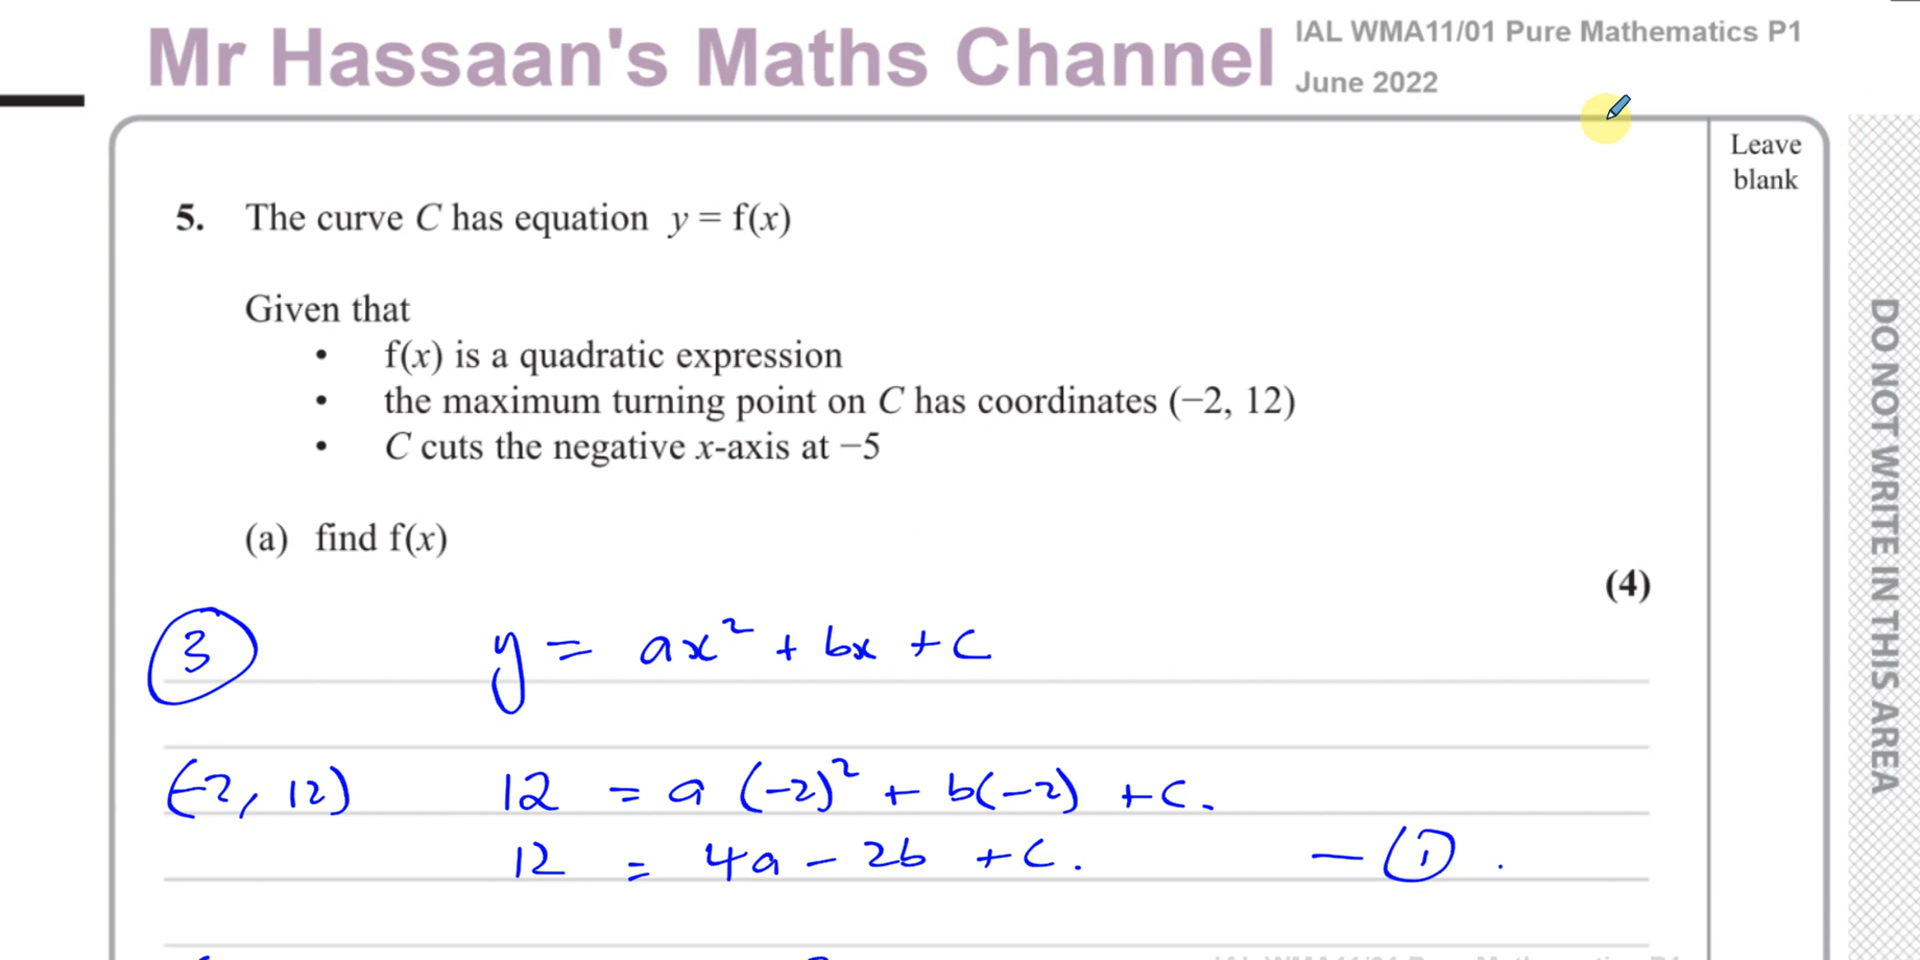 Mr Hassaan's Maths Channel
IAL WMA11/01 Pure Mathematics P1
June 2022
Leave
blank
5. The curve C has equation y = f(x)
Given that
• f(x) is a quadratic expression
• the maximum turning point on C has coordinates (−2, 12)
• C cuts the negative x-axis at −5
(a) find f(x)
(4)
3 y = ax² + bx + c
(-2, 12) 12 = a(-2)² + b(-2) + c.
12 = 4a - 2b + c. - ① .
DO NOT WRITE IN THIS AREA